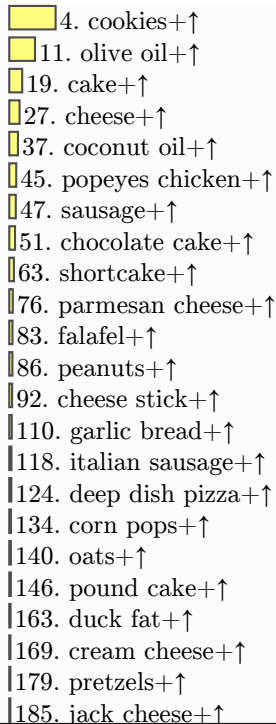 4. cookies+↑
11. olive oil+↑
19. cake+↑
27. cheese+↑
37. coconut oil+↑
45. popeyes chicken+↑
47. sausage+↑
51. chocolate cake+↑
63. shortcake+↑
76. parmesan cheese+↑
83. falafel+↑
86. peanuts+↑
92. cheese stick+↑
110. garlic bread+↑
118. italian sausage+↑
124. deep dish pizza+↑
134. corn pops+↑
140. oats+↑
146. pound cake+↑
163. duck fat+↑
169. cream cheese+↑
179. pretzels+↑
185. jack cheese+↑